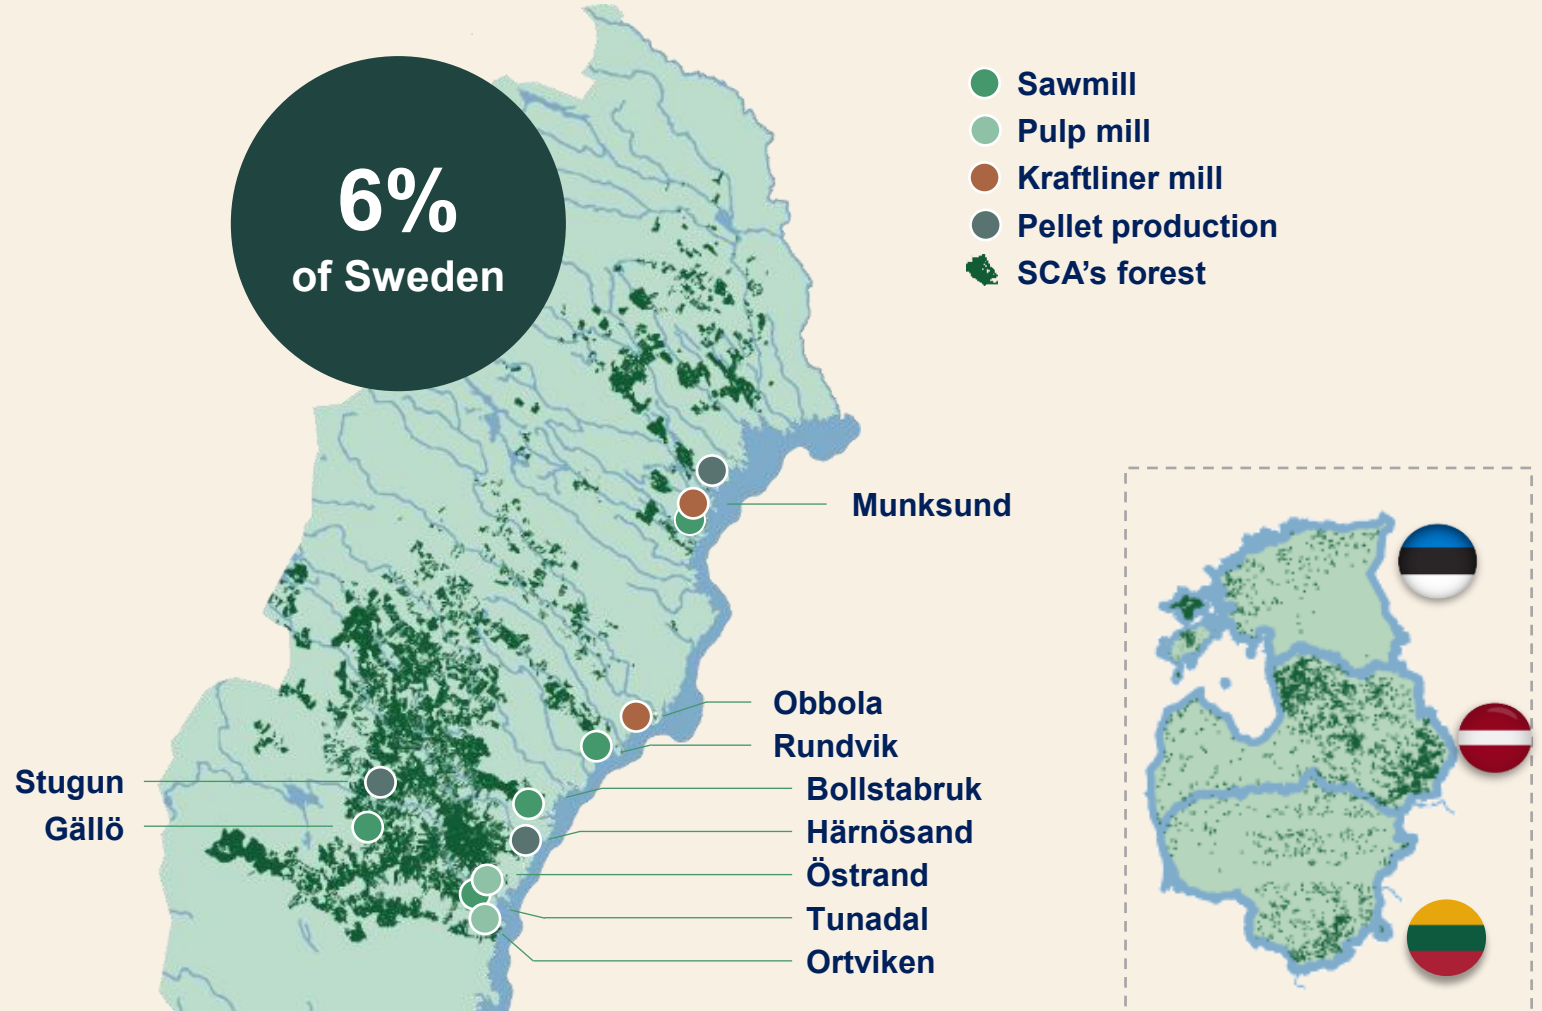 6%
of Sweden
Sawmill
Pulp mill
Kraftliner mill
Pellet production
SCA’s forest
Munksund
Obbola
Rundvik
Bollstabruk
Härnösand
Östrand
Tunadal
Ortviken
Stugun
Gällö